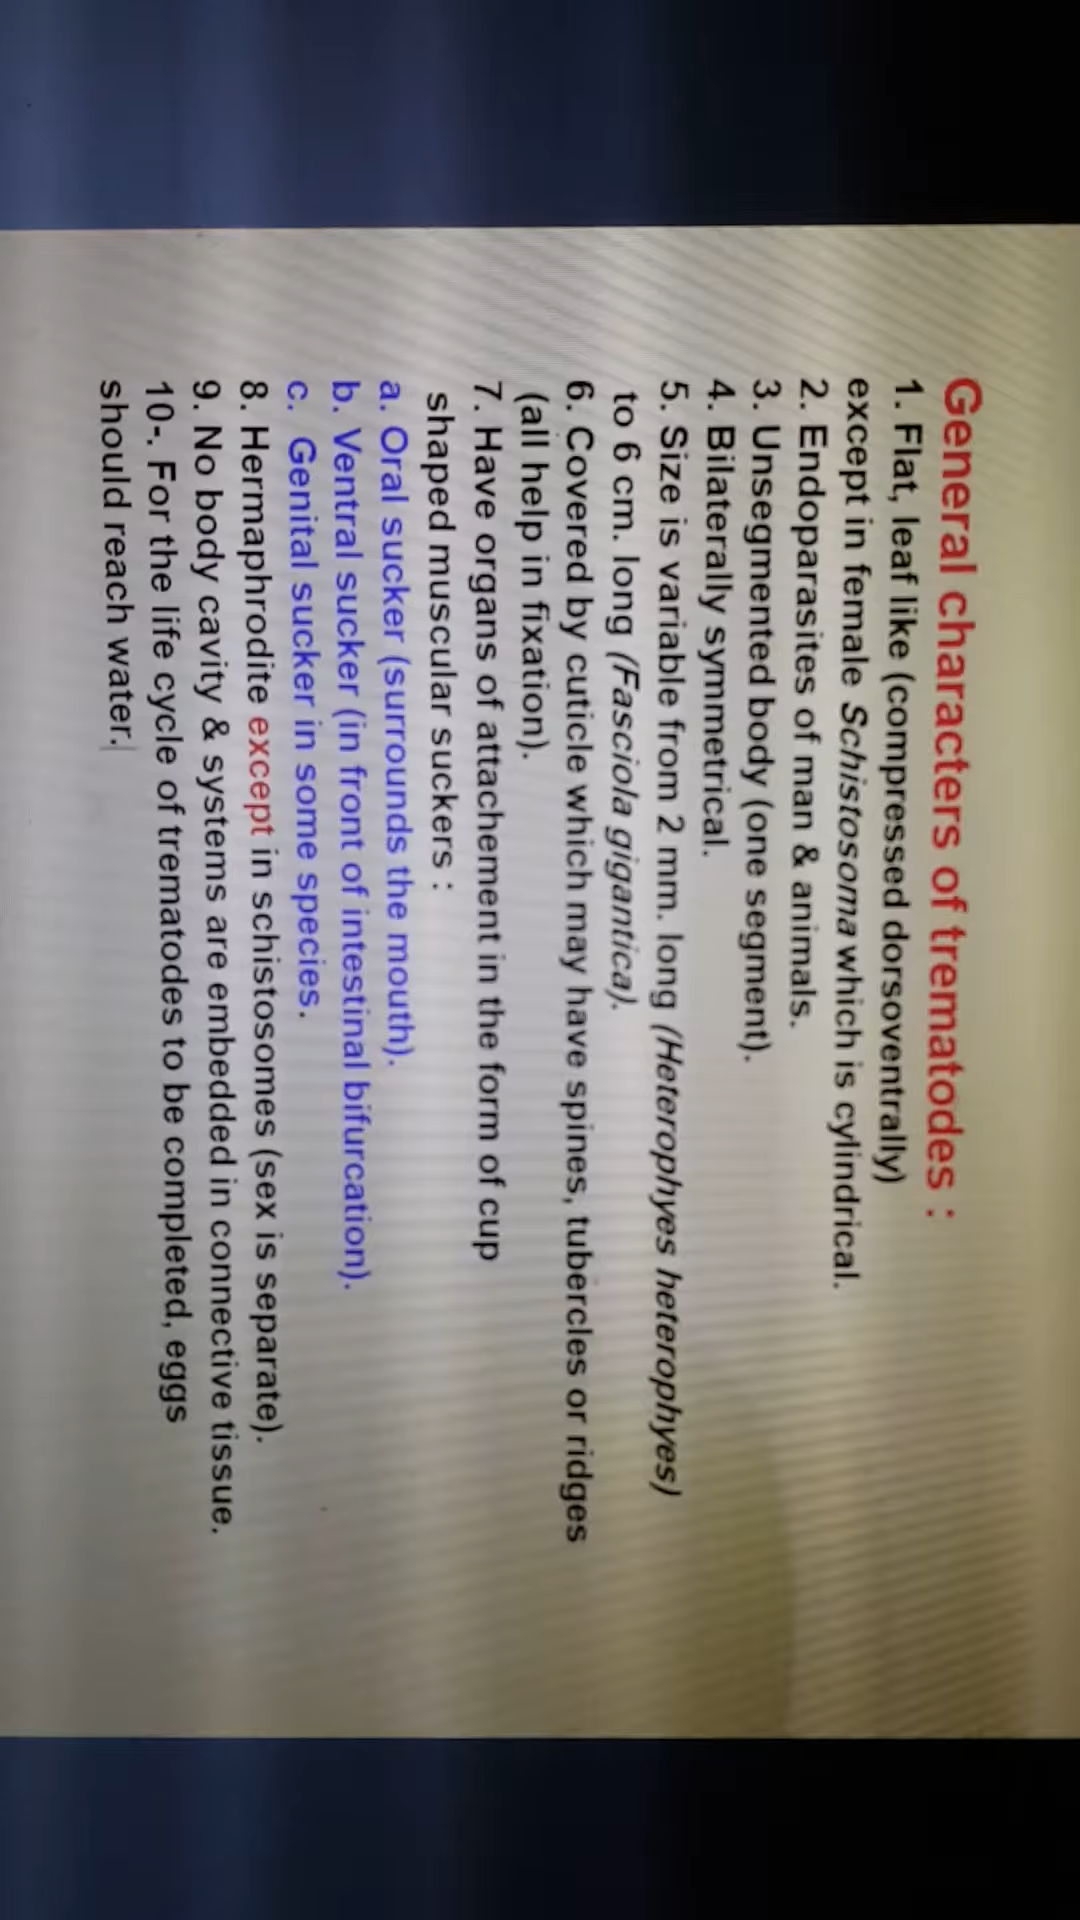 General characters of trematodes :
1. Flat, leaf like (compressed dorsoventrally)
except in female Schistosoma which is cylindrical.
2. Endoparasites of man & animals.
3. Unsegmented body (one segment).
4. Bilaterally symmetrical.
5. Size is variable from 2 mm. long (Heterophyes heterophyes)
to 6 cm. long (Fasciola gigantica).
6. Covered by cuticle which may have spines, tubercles or ridges
(all help in fixation).
7. Have organs of attachement in the form of cup
shaped muscular suckers :
a. Oral sucker (surrounds the mouth).
b. Ventral sucker (in front of intestinal bifurcation).
c. Genital sucker in some species.
8. Hermaphrodite except in schistosomes (sex is separate).
9. No body cavity & systems are embedded in connective tissue.
10-. For the life cycle of trematodes to be completed, eggs
should reach water.